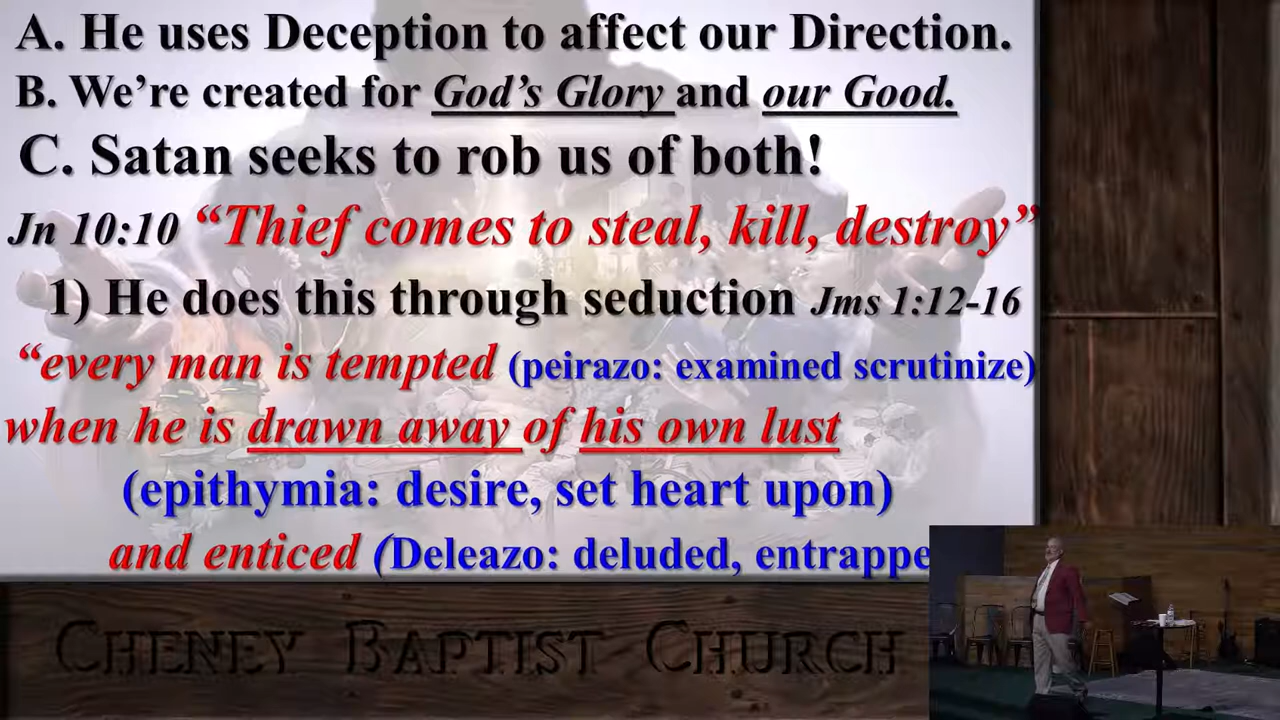 A. He uses Deception to affect our Direction.
B. We're created for God's Glory and our Good.
C. Satan seeks to rob us of both!
Jn 10:10 “Thief comes to steal, kill, destroy”
1) He does this through seduction Jms 1:12-16
“every man is tempted (peirazo: examined scrutinize)
when he is drawn away of his own lust
(epithymia: desire, set heart upon)
and enticed (Deleazo: deluded, entrappe
Cheney Baptist Church